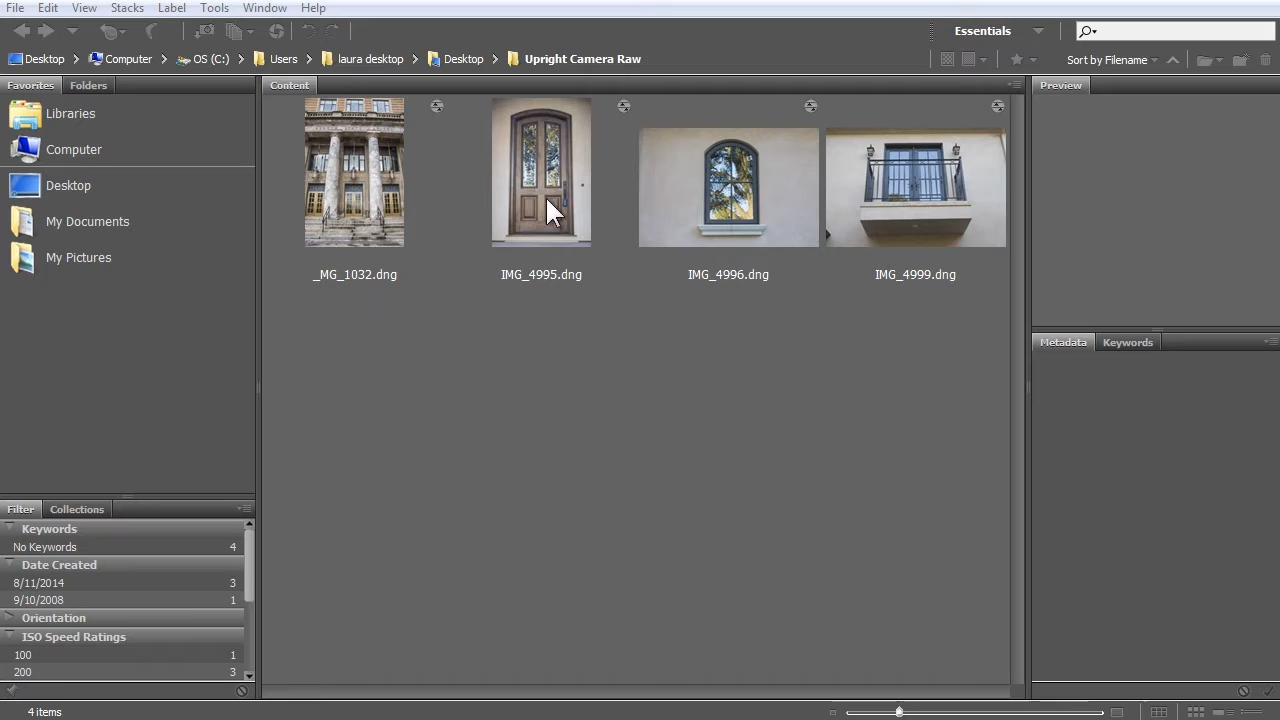 File Edit View Stacks Label Tools Window Help
Essentials
Desktop Computer OS (C:) Users laura desktop Desktop Upright Camera Raw
Sort by Filename
Favorites Folders
Content
Preview
Libraries
Computer
Desktop
My Documents
My Pictures
_MG_1032.dng
IMG_4995.dng
IMG_4996.dng
IMG_4999.dng
Metadata Keywords
Filter Collections
Keywords
No Keywords 4
Date Created
8/11/2014 3
9/10/2008 1
Orientation
ISO Speed Ratings
100 1
200 3
4 items